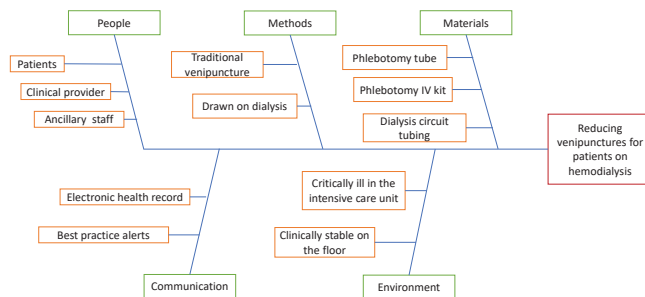 People
Methods
Materials
Patients
Clinical provider
Ancillary staff
Traditional
venipuncture
Drawn on dialysis
Phlebotomy tube
Phlebotomy IV kit
Dialysis circuit
tubing
Reducing
venipunctures for
patients on
hemodialysis
Electronic health record
Best practice alerts
Critically ill in the
intensive care unit
Clinically stable on
the floor
Communication
Environment